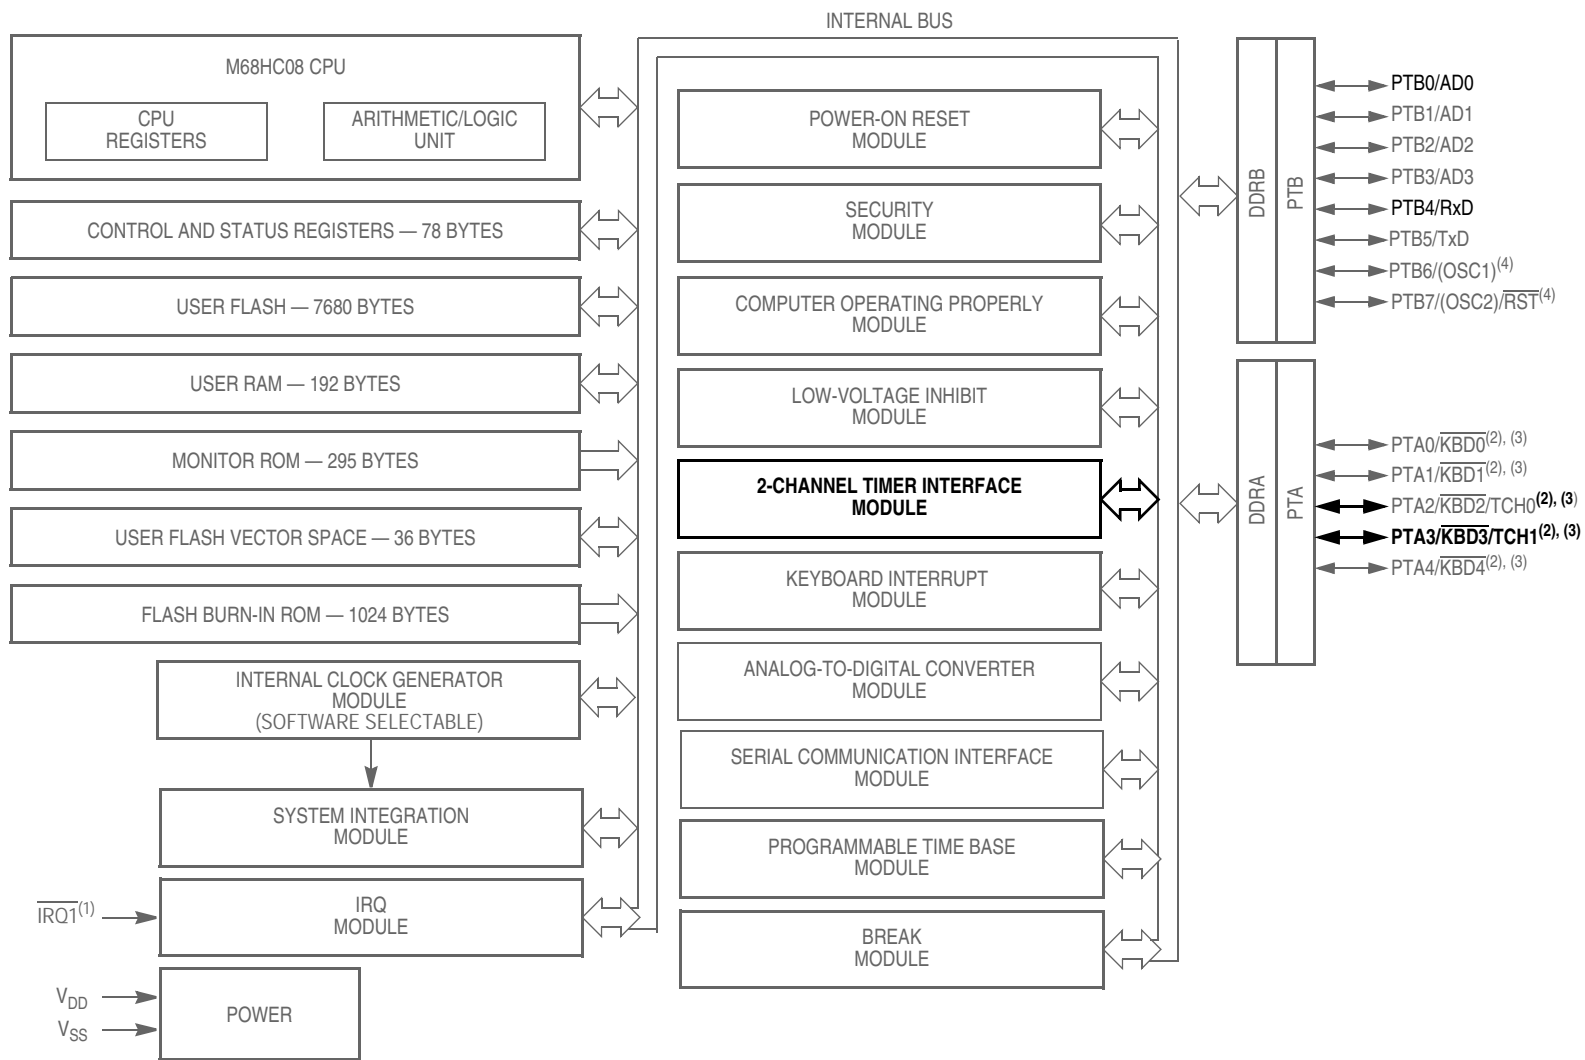 INTERNAL BUS
M68HC08 CPU
CPU
REGISTERS
ARITHMETIC/LOGIC
UNIT
CONTROL AND STATUS REGISTERS — 78 BYTES
USER FLASH — 7680 BYTES
USER RAM — 192 BYTES
MONITOR ROM — 295 BYTES
USER FLASH VECTOR SPACE — 36 BYTES
FLASH BURN-IN ROM — 1024 BYTES
INTERNAL CLOCK GENERATOR
MODULE
(SOFTWARE SELECTABLE)
SYSTEM INTEGRATION
MODULE
IRQ1(1)
IRQ
MODULE
VDD
VSS
POWER
POWER-ON RESET
MODULE
SECURITY
MODULE
COMPUTER OPERATING PROPERLY
MODULE
LOW-VOLTAGE INHIBIT
MODULE
2-CHANNEL TIMER INTERFACE
MODULE
KEYBOARD INTERRUPT
MODULE
ANALOG-TO-DIGITAL CONVERTER
MODULE
SERIAL COMMUNICATION INTERFACE
MODULE
PROGRAMMABLE TIME BASE
MODULE
BREAK
MODULE
DDRB
PTB
PTB0/AD0
PTB1/AD1
PTB2/AD2
PTB3/AD3
PTB4/RxD
PTB5/TxD
PTB6/(OSC1)(4)
PTB7/(OSC2)/RST(4)
DDRA
PTA
PTA0/KBD0(2), (3)
PTA1/KBD1(2), (3)
PTA2/KBD2/TCH0(2), (3)
PTA3/KBD3/TCH1(2), (3)
PTA4/KBD4(2), (3)